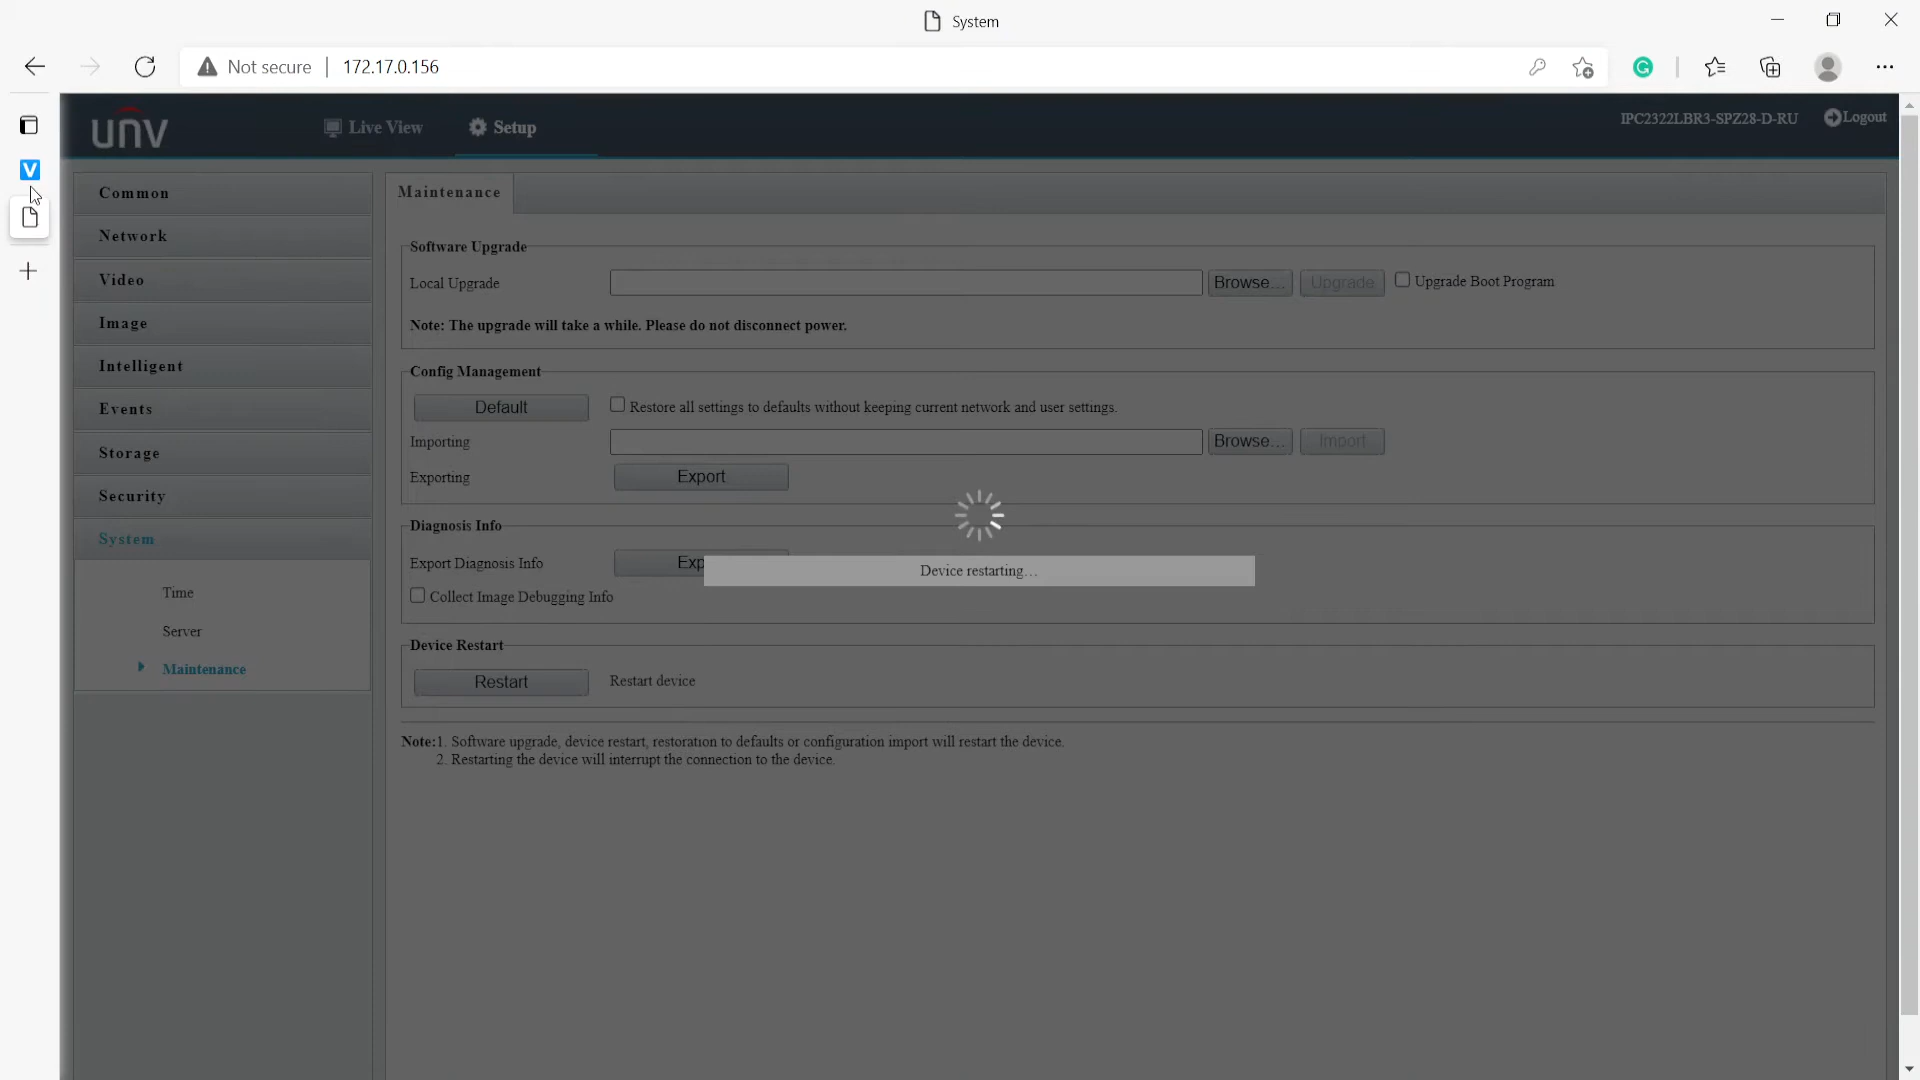 System
Not secure 172.17.0.156
unv
Live View
Setup
IPC2322LBR3-SPZ28-D-RU
Logout
V
Common
Network
Video
Image
Intelligent
Events
Storage
Security
System
Time
Server
Maintenance
Maintenance
Software Upgrade
Local Upgrade Browse... Upgrade Upgrade Boot Program
Note: The upgrade will take a while. Please do not disconnect power.
Config Management
Default Restore all settings to defaults without keeping current network and user settings.
Importing Browse... Import
Exporting Export
Diagnosis Info
Export Diagnosis Info Exp
Device restarting...
Collect Image Debugging Info
Device Restart
Restart Restart device
Note:1. Software upgrade, device restart, restoration to defaults or configuration import will restart the device.
2. Restarting the device will interrupt the connection to the device.